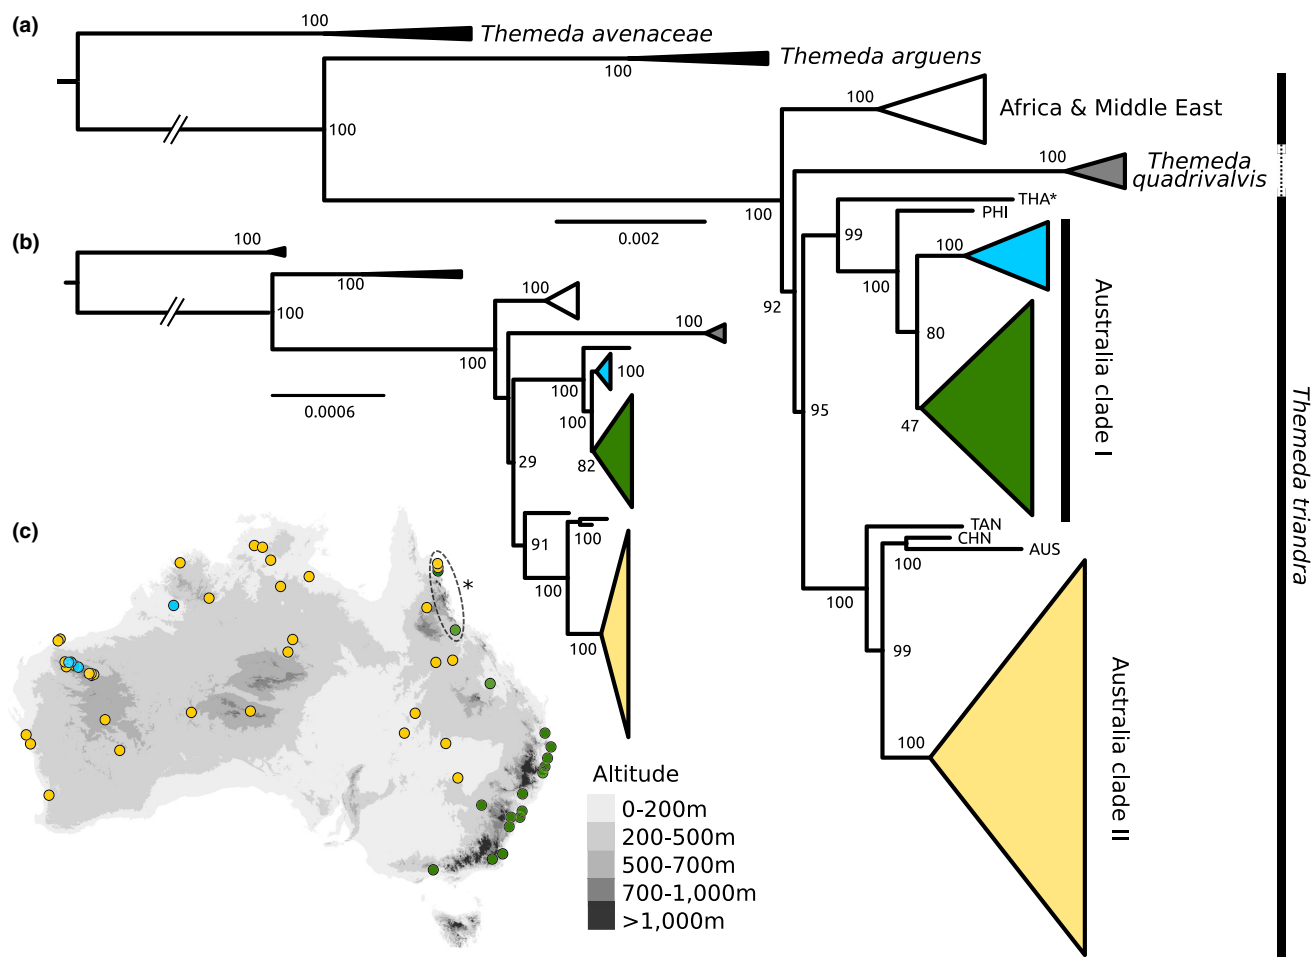 (a)
100
Themeda avenaceae
100
Themeda arguens
100
100
Africa & Middle East
100
Themeda
quadrivalvis
100
THA*
PHI
0.002
99
100
100
92
80
47
95
Australia clade I
Themeda triandra
TAN
CHN
AUS
100
100
99
100
Australia clade II
(b)
100
100
100
100
100
100
0.0006
100
100
100
82
29
91
100
100
100
(c)
*
Altitude
0-200m
200-500m
500-700m
700-1,000m
>1,000m